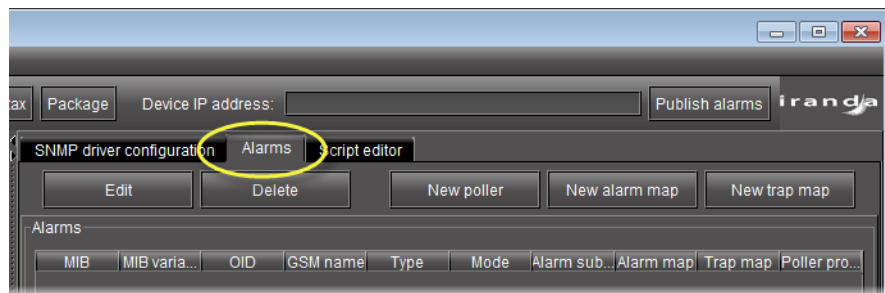 tax Package Device IP address: Publish alarms iranda
SNMP driver configuration Alarms Script editor
Edit Delete New poller New alarm map New trap map
Alarms
MIB MIB varia... OID GSM name Type Mode Alarm sub... Alarm map Trap map Poller pro...